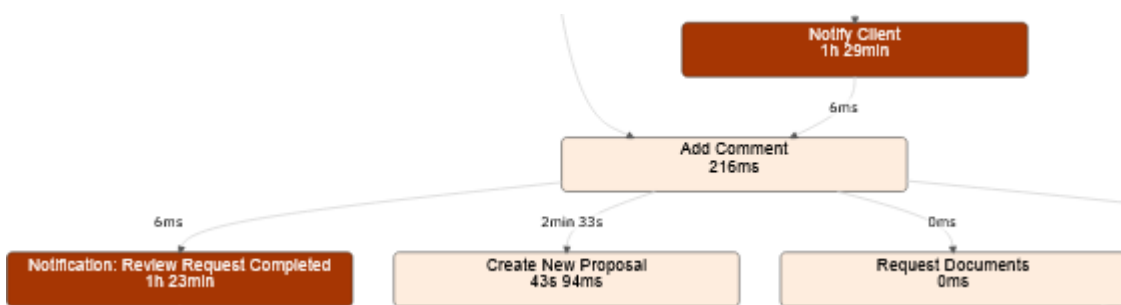 Notify Client
1h 29min
6ms
Add Comment
216ms
6ms
2min 33s
0ms
Notification: Review Request Completed
1h 23min
Create New Proposal
43s 94ms
Request Documents
0ms